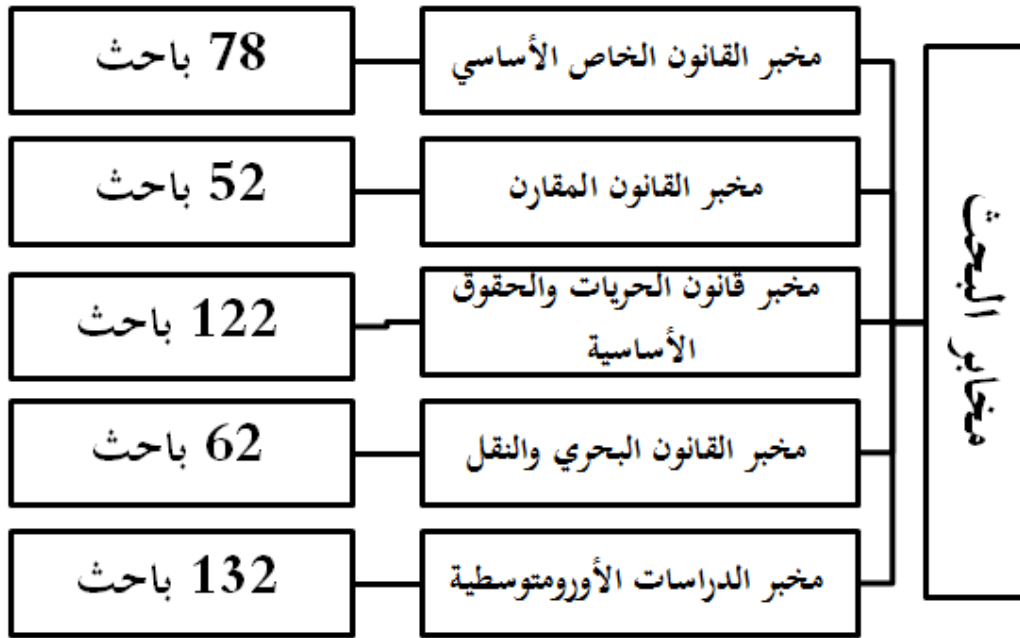 مخابر البحث
مخبر القانون الخاص الأساسي
78 باحث
مخبر القانون المقارن
52 باحث
مخبر قانون الحريات والحقوق
الأساسية
122 باحث
مخبر القانون البحري والنقل
62 باحث
مخبر الدراسات الأورومتوسطية
132 باحث